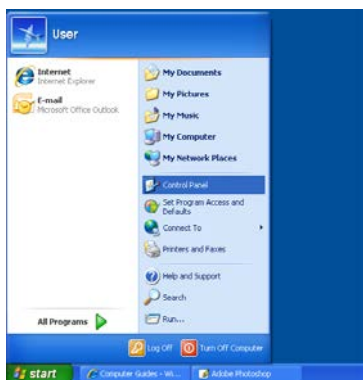 User
Internet
Internet Explorer
E-mail
Microsoft Office Outlook
All Programs
My Documents
My Pictures
My Music
My Computer
My Network Places
Control Panel
Set Program Access and
Defaults
Connect To
Printers and Faxes
Help and Support
Search
Run...
Log Off
Turn Off Computer
start
Computer Guides - Wi...
Adobe Photoshop